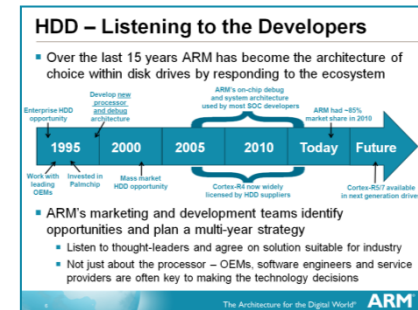 HDD – Listening to the Developers
Over the last 15 years ARM has become the architecture of
choice within disk drives by responding to the ecosystem
Enterprise HDD
opportunity
Develop new
processor
and debug
architecture
ARM's on-chip debug
and system architecture
used by most SOC developers
ARM had ~85%
market share in 2010
1995
2000
2005
2010
Today
Future
Work with
leading
OEMs
Invested in
Palmchip
Mass market
HDD opportunity
Cortex-R4 now widely
licensed by HDD suppliers
Cortex-R5/7 available
in next generation drives
ARM's marketing and development teams identify
opportunities and plan a multi-year strategy
Listen to thought-leaders and agree on solution suitable for industry
Not just about the processor – OEMs, software engineers and service
providers are often key to making the technology decisions
The Architecture for the Digital World®
ARM